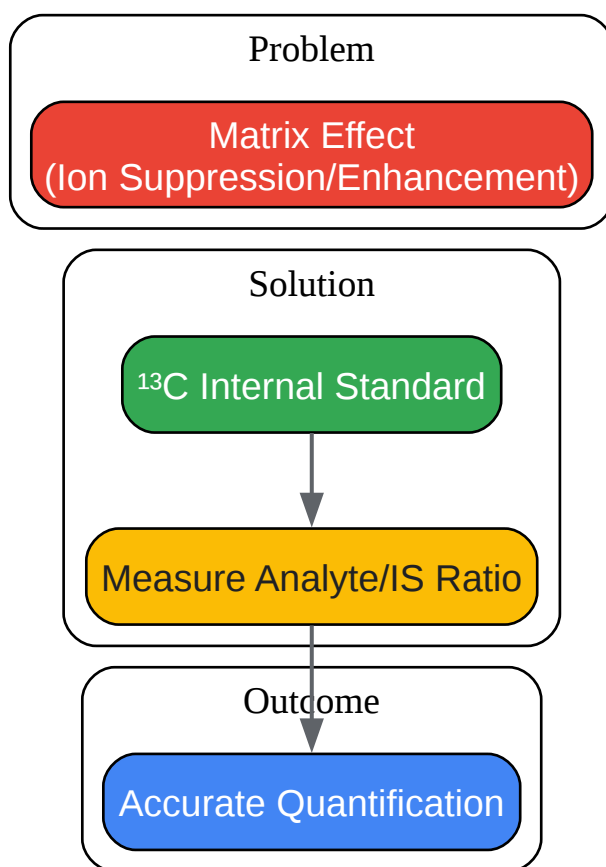 Problem
Matrix Effect
(Ion Suppression/Enhancement)
Solution
¹³C Internal Standard
Measure Analyte/IS Ratio
Outcome
Accurate Quantification